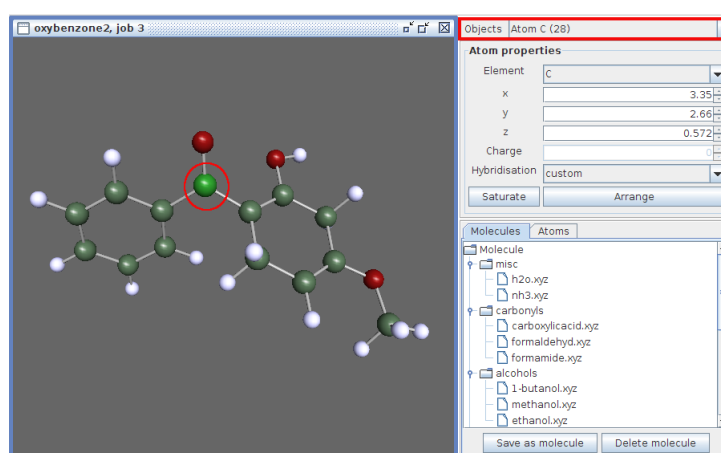 oxybenzone2, job 3
Objects Atom C (28)
Atom properties
Element C
x 3.35
y 2.66
z 0.572
Charge 0
Hybridisation custom
Saturate Arrange
Molecules Atoms
Molecule
misc
h2o.xyz
nh3.xyz
carbonyls
carboxylicacid.xyz
formaldehyd.xyz
formamide.xyz
alcohols
1-butanol.xyz
methanol.xyz
ethanol.xyz
Save as molecule Delete molecule